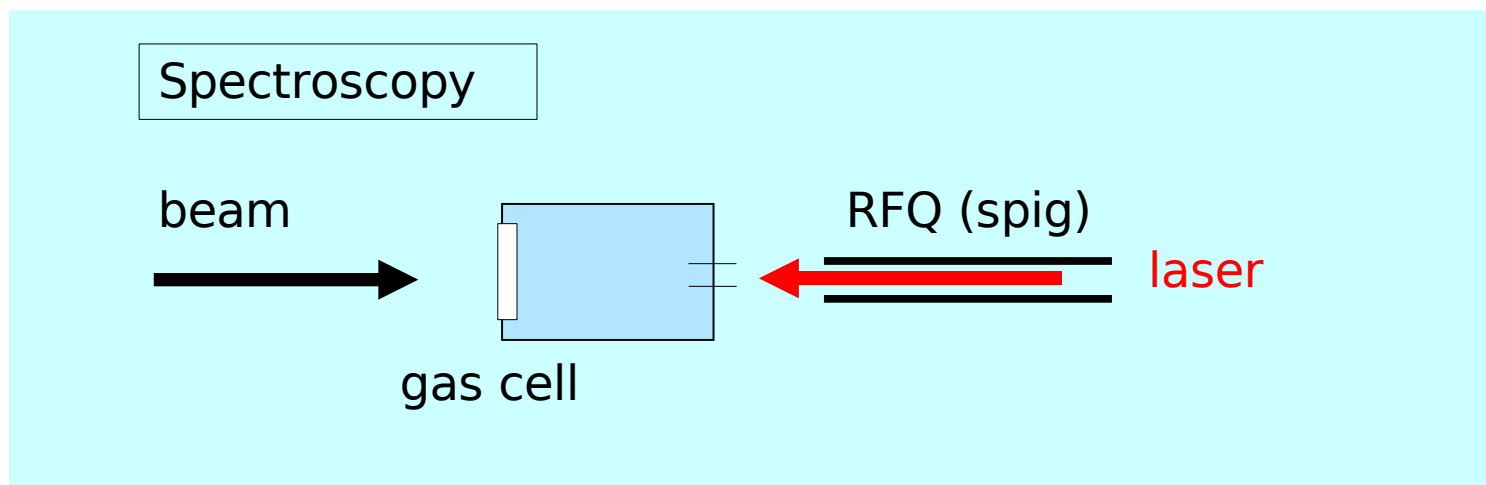 Spectroscopy
beam
RFQ (spig)
laser
gas cell